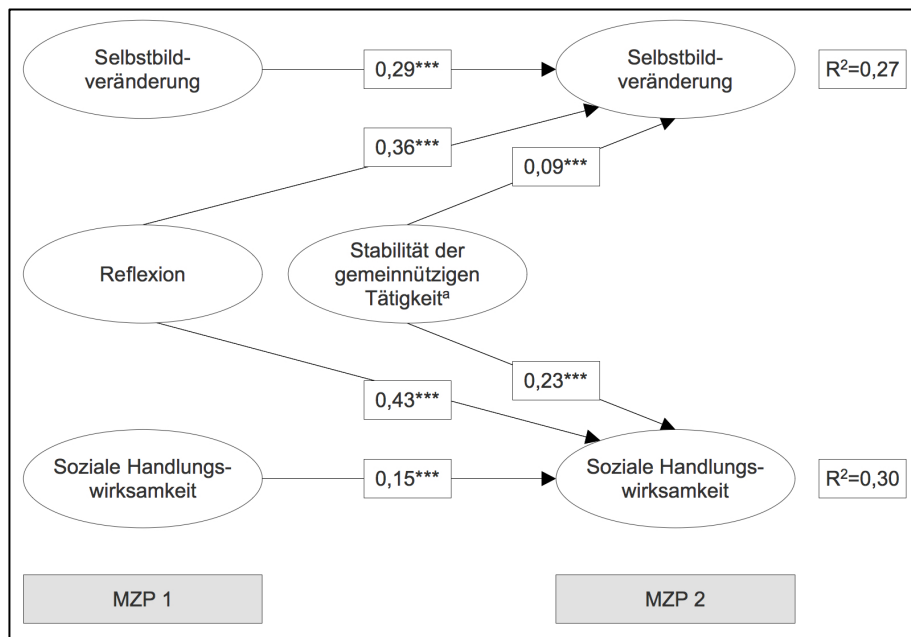 Selbstbild-
veränderung
0,29***
Selbstbild-
veränderung
R²=0,27
0,36***
0,09***
Reflexion
Stabilität der
gemeinnützigen
Tätigkeitᵃ
0,43***
0,23***
Soziale Handlungs-
wirksamkeit
0,15***
Soziale Handlungs-
wirksamkeit
R²=0,30
MZP 1
MZP 2